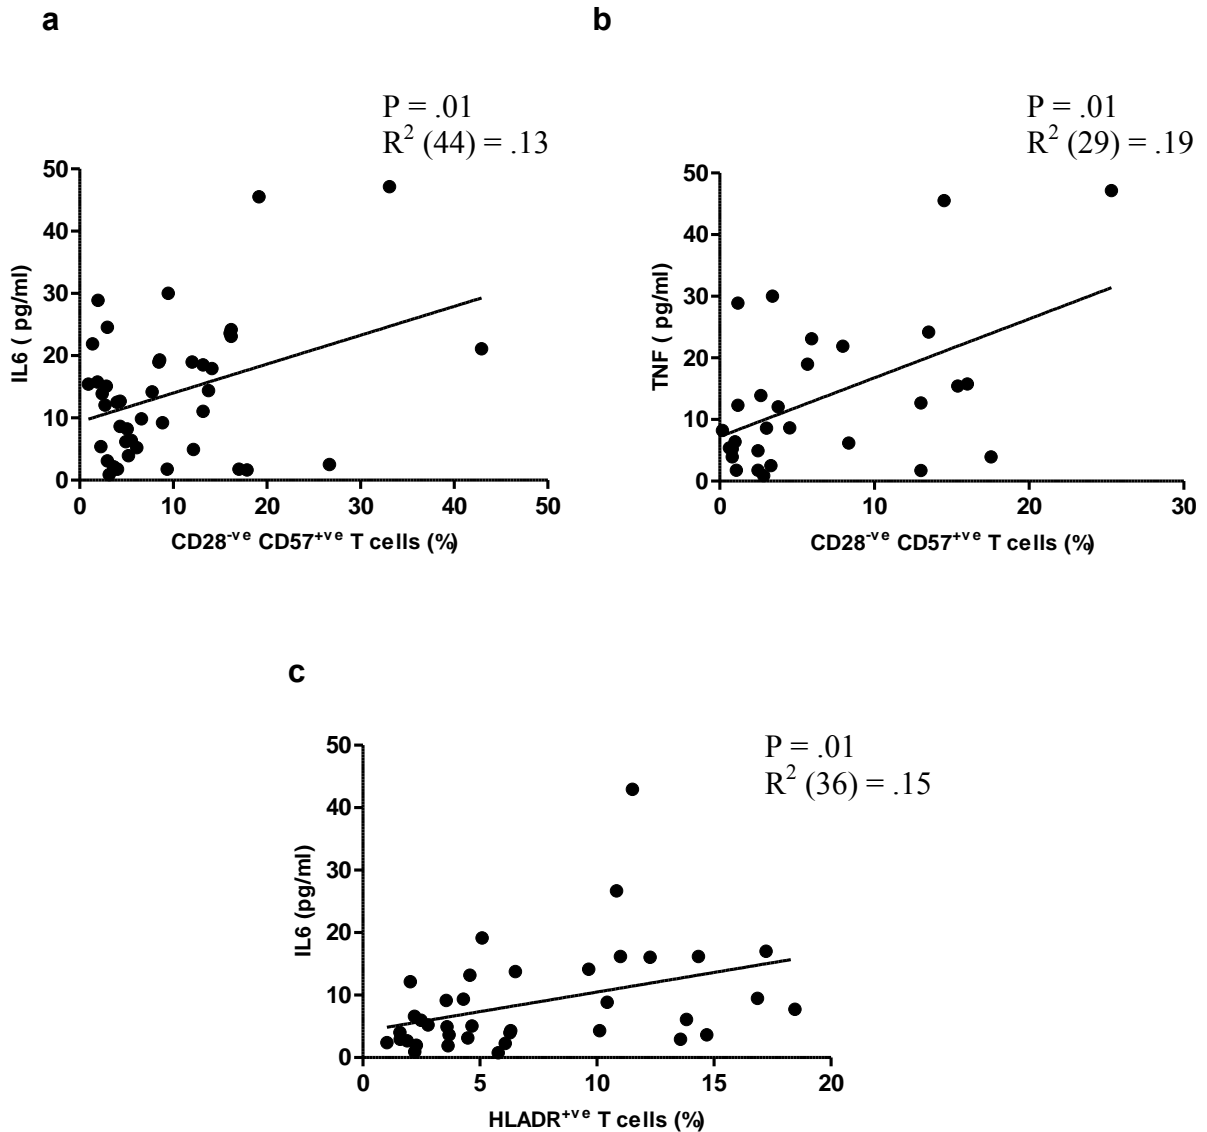 a
P = .01
R² (44) = .13
50
40
30
20
10
0
IL6 ( pg/ml)
0 10 20 30 40 50
CD28⁻ᵛᵉ CD57⁺ᵛᵉ T cells (%)
b
P = .01
R² (29) = .19
50
40
30
20
10
0
TNF ( pg/ml)
0 10 20 30
CD28⁻ᵛᵉ CD57⁺ᵛᵉ T cells (%)
c
P = .01
R² (36) = .15
50
40
30
20
10
0
IL6 (pg/ml)
0 5 10 15 20
HLADR⁺ᵛᵉ T cells (%)